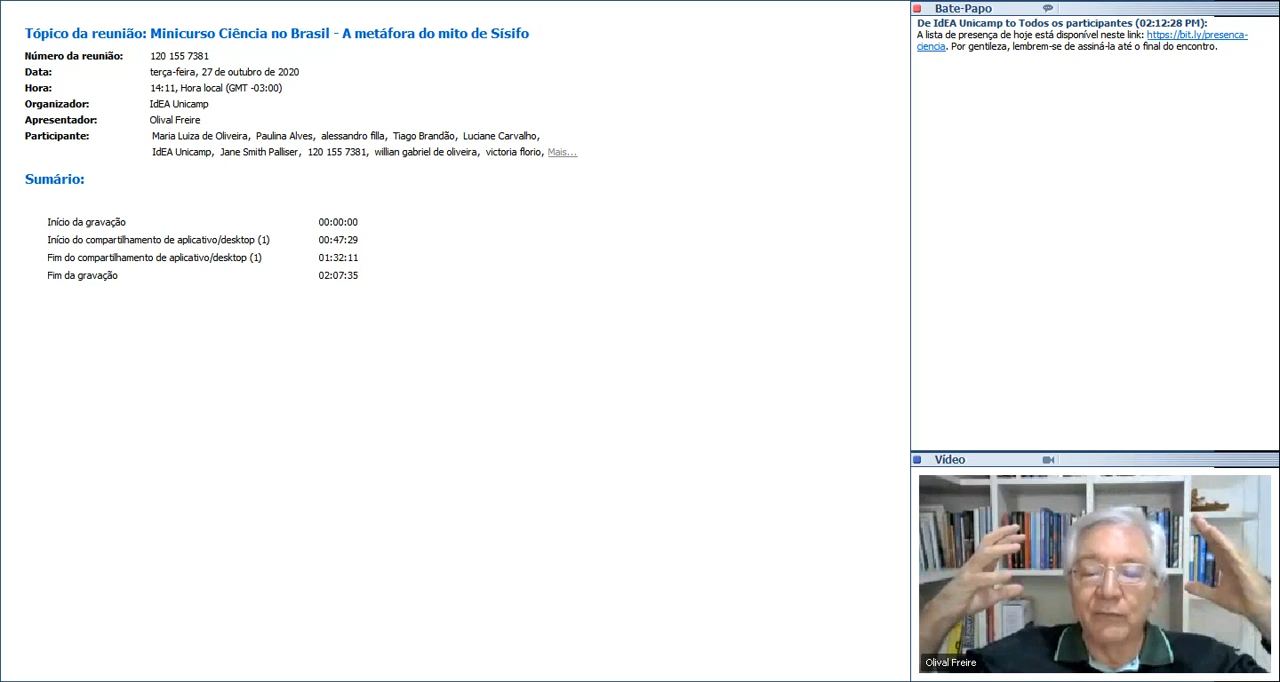 Tópico da reunião: Minicurso Ciência no Brasil - A metáfora do mito de Sísifo
Número da reunião: 120 155 7381
Data: terça-feira, 27 de outubro de 2020
Hora: 14:11, Hora local (GMT -03:00)
Organizador: IdEA Unicamp
Apresentador: Olival Freire
Participante: Maria Luiza de Oliveira, Paulina Alves, alessandro filla, Tiago Brandão, Luciane Carvalho,
IdEA Unicamp, Jane Smith Palliser, 120 155 7381, willian gabriel de oliveira, victoria florio, Mais...
Sumário:
Início da gravação 00:00:00
Início do compartilhamento de aplicativo/desktop (1) 00:47:29
Fim do compartilhamento de aplicativo/desktop (1) 01:32:11
Fim da gravação 02:07:35
Bate-Papo
De IdEA Unicamp to Todos os participantes (02:12:28 PM):
A lista de presença de hoje está disponível neste link: https://bit.ly/presenca-
ciencia. Por gentileza, lembrem-se de assiná-la até o final do encontro.
Vídeo
Olival Freire